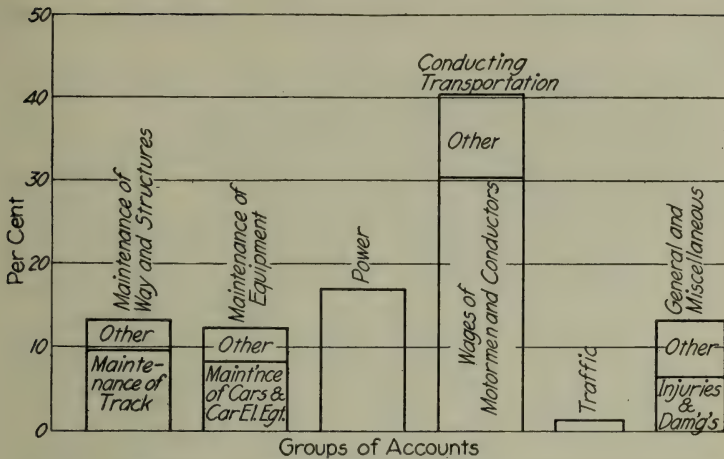 50
40
30
20
10
0
Per Cent
Maintenance of
Way and Structures
Other
Mainte-
nance of
Track
Maintenance of
Equipment
Other
Maint'nce
of Cars &
Car El. Eqt.
Power
Conducting
Transportation
Other
Wages of
Motormen and Conductors
Traffic
General and
Miscellaneous
Other
Injuries
&
Dam'g's
Groups of Accounts